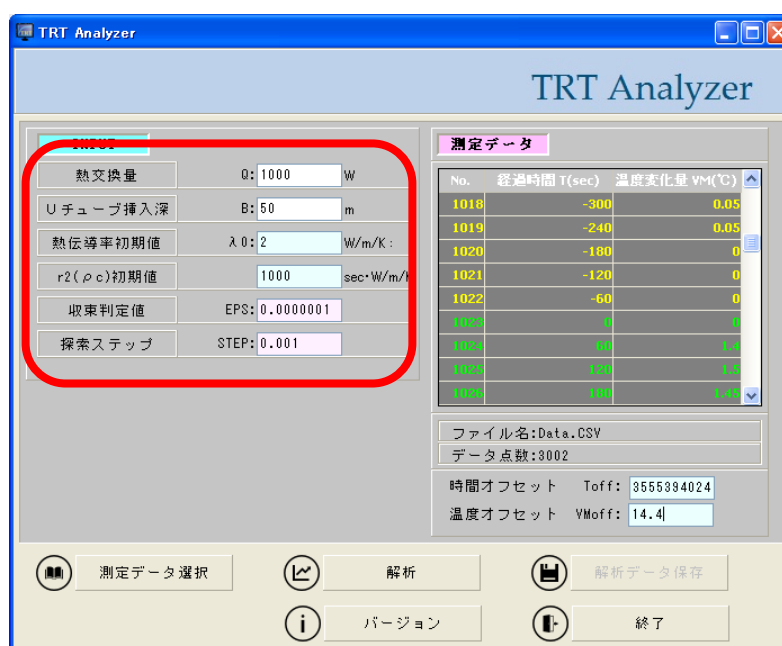 TRT Analyzer
TRT Analyzer
INPUT
熱交換量 Q: 1000 W
Uチューブ挿入深 B: 50 m
熱伝導率初期値 λ0: 2 W/m/K:
r2(ρc)初期値 1000 sec・W/m/K
収束判定値 EPS: 0.0000001
探索ステップ STEP: 0.001
測定データ
No. 経過時間 T(sec) 温度変化量 VM(℃)
1018 -300 0.05
1019 -240 0.05
1020 -180 0
1021 -120 0
1022 -60 0
1023 0 0
1024 60 1.4
1025 120 1.5
1026 180 1.45
ファイル名:Data.CSV
データ点数:3002
時間オフセット Toff: 3555394024
温度オフセット VMoff: 14.4
測定データ選択
解析
解析データ保存
バージョン
終了